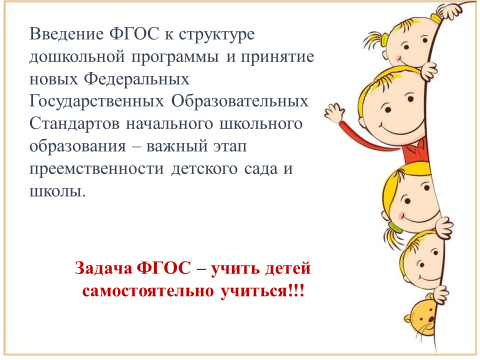 Введение ФГОС к структуре
дошкольной программы и принятие
новых Федеральных
Государственных Образовательных
Стандартов начального школьного
образования – важный этап
преемственности детского сада и
школы.
Задача ФГОС – учить детей
самостоятельно учиться!!!